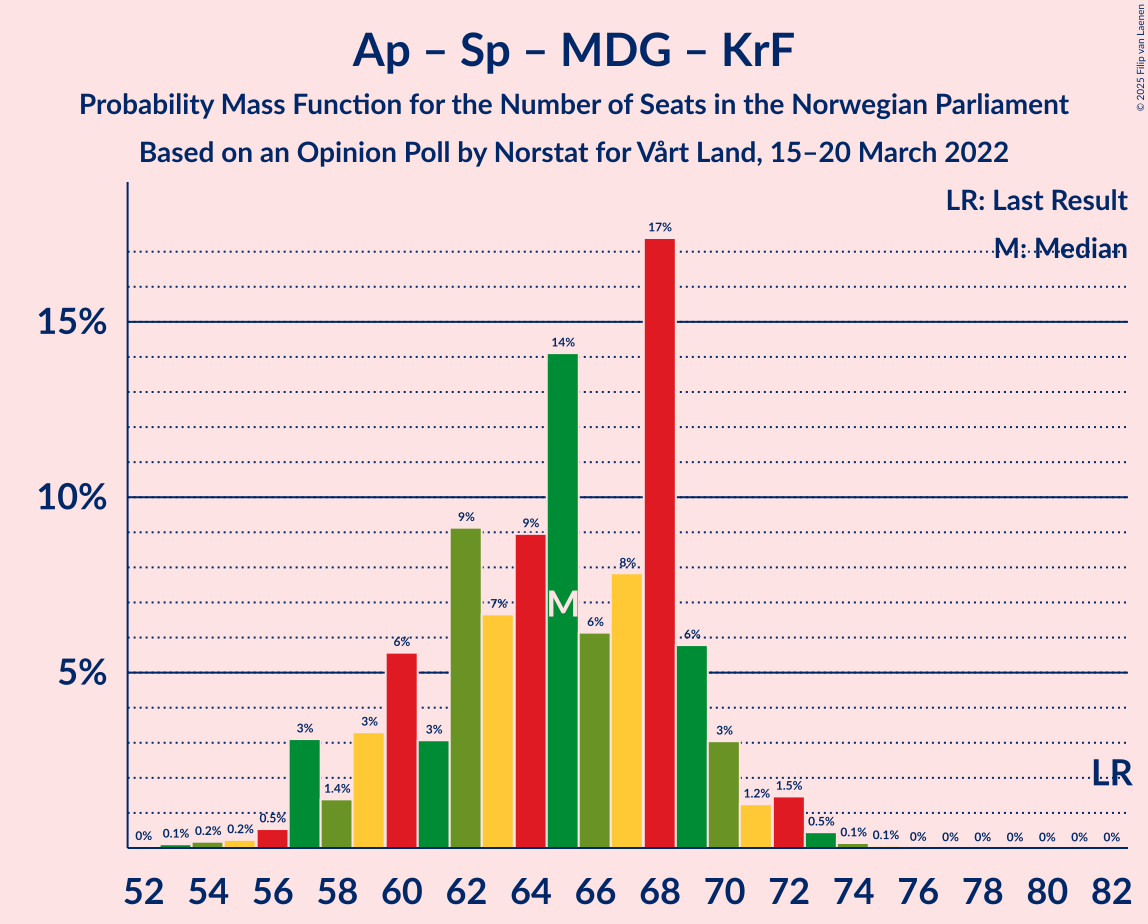 Ap – Sp – MDG – KrF
Probability Mass Function for the Number of Seats in the Norwegian Parliament
Based on an Opinion Poll by Norstat for Vårt Land, 15–20 March 2022
© 2025 Filip van Laenen
LR: Last Result
M: Median
15%
10%
5%
0% 0.1% 0.2% 0.2% 0.5% 3% 1.4% 3% 6% 3% 9% 7% 9% 14% 6% 8% 17% 6% 3% 1.2% 1.5% 0.5% 0.1% 0.1% 0% 0% 0% 0% 0% 0% 0%
M
LR
52 54 56 58 60 62 64 66 68 70 72 74 76 78 80 82